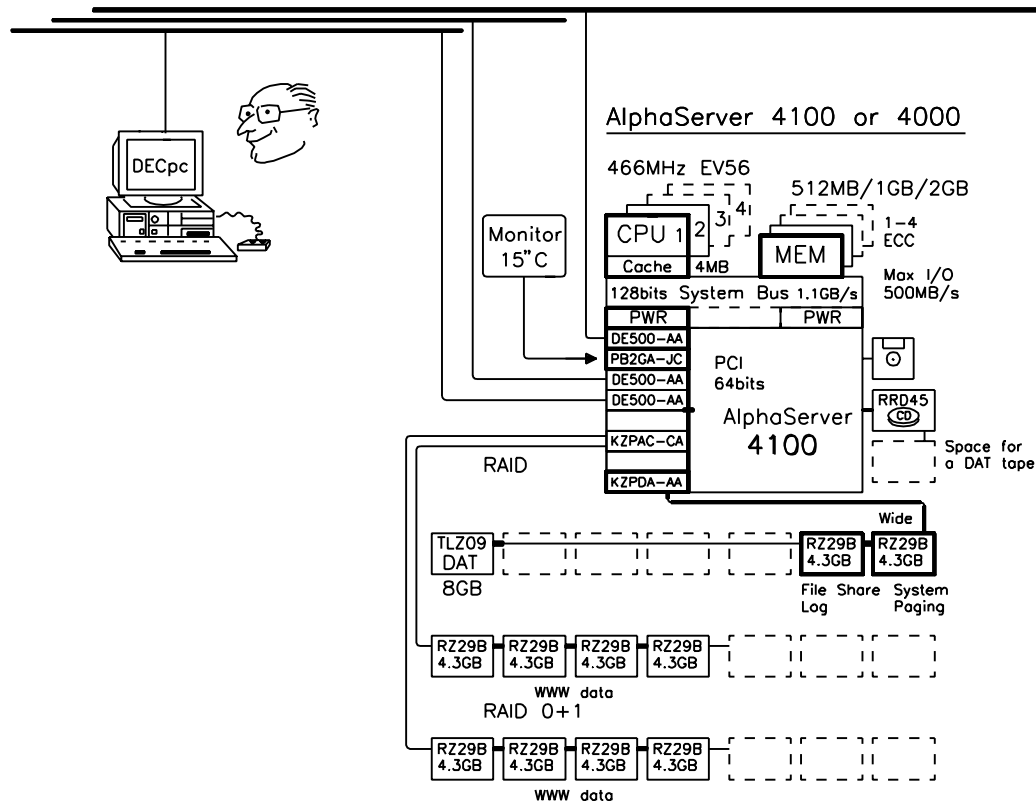 AlphaServer 4100 or 4000
466MHz EV56
512MB/1GB/2GB
DECpc
Monitor
15"C
CPU 1 2 3 4
Cache 4MB
MEM
1-4
ECC
Max I/O
500MB/s
128bits System Bus 1.1GB/s
PWR
PWR
DE500-AA
PB2GA-JC
DE500-AA
DE500-AA
KZPAC-CA
KZPDA-AA
PCI
64bits
AlphaServer
4100
RRD45
CD
Space for
a DAT tape
RAID
Wide
TLZ09
DAT
8GB
RZ29B
4.3GB
RZ29B
4.3GB
File Share
Log
System
Paging
RZ29B RZ29B RZ29B RZ29B
4.3GB 4.3GB 4.3GB 4.3GB
WWW data
RAID 0+1
RZ29B RZ29B RZ29B RZ29B
4.3GB 4.3GB 4.3GB 4.3GB
WWW data